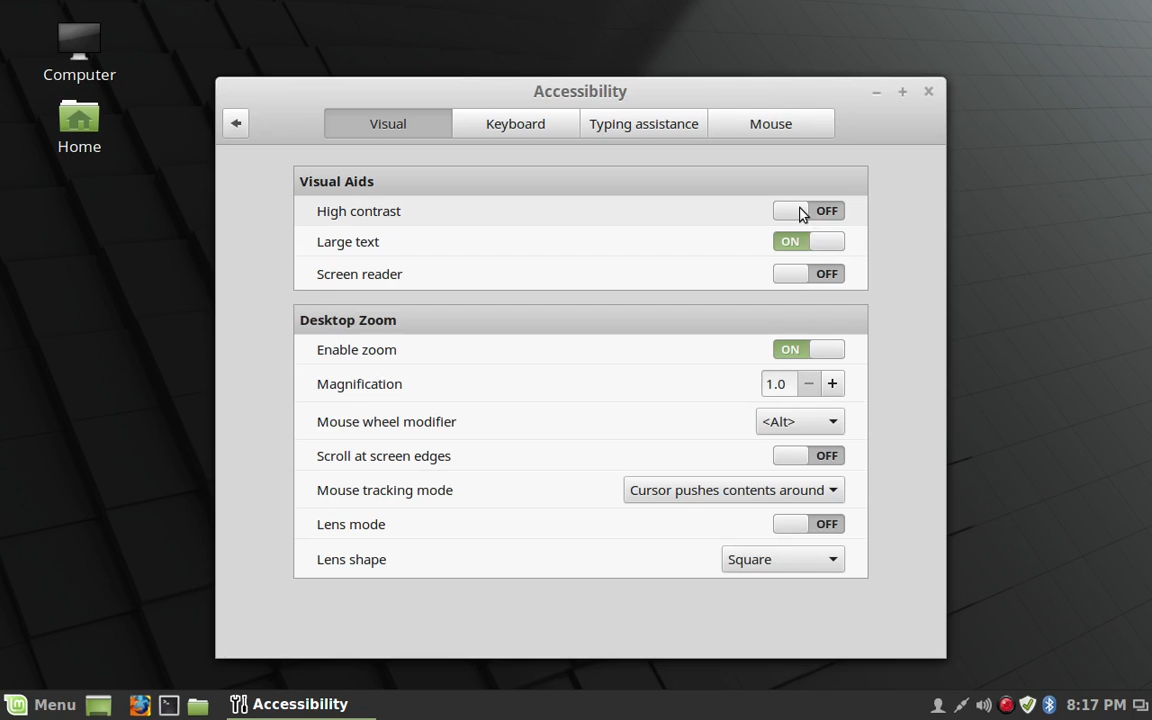 Computer
Home
Accessibility
Visual Keyboard Typing assistance Mouse
Visual Aids
High contrast OFF
Large text ON
Screen reader OFF
Desktop Zoom
Enable zoom ON
Magnification 1.0 − +
Mouse wheel modifier <Alt>
Scroll at screen edges OFF
Mouse tracking mode Cursor pushes contents around
Lens mode OFF
Lens shape Square
Menu Accessibility 8:17 PM